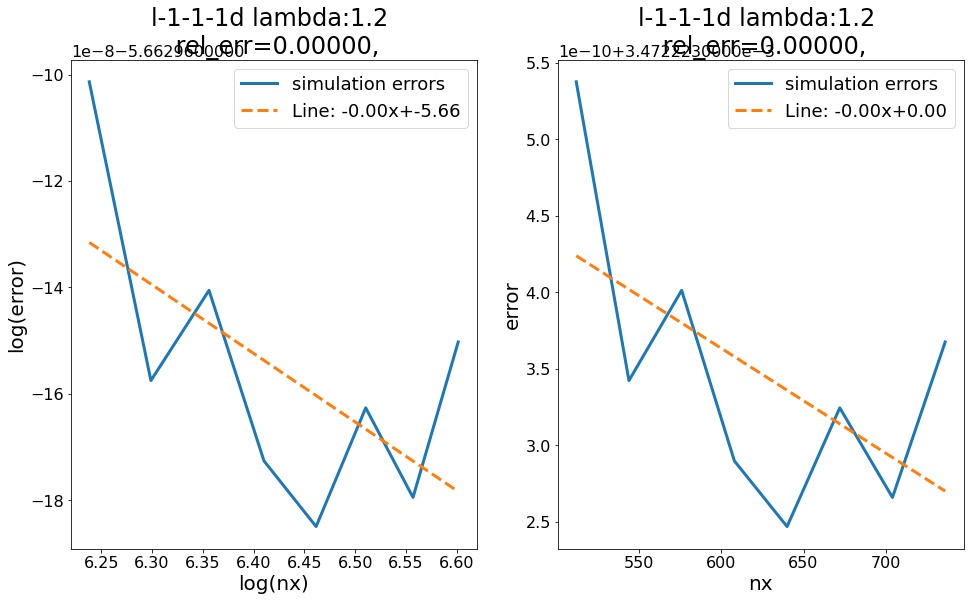 l-1-1-1d lambda:1.2
rel_err=0.00000,
1e−8−5.6629600000
simulation errors
Line: -0.00x+-5.66
−10
−12
−14
−16
−18
log(error)
6.25 6.30 6.35 6.40 6.45 6.50 6.55 6.60
log(nx)
l-1-1-1d lambda:1.2
rel_err=0.00000,
1e−10+3.4722230000e−3
simulation errors
Line: -0.00x+0.00
5.5
5.0
4.5
4.0
3.5
3.0
2.5
error
550 600 650 700
nx